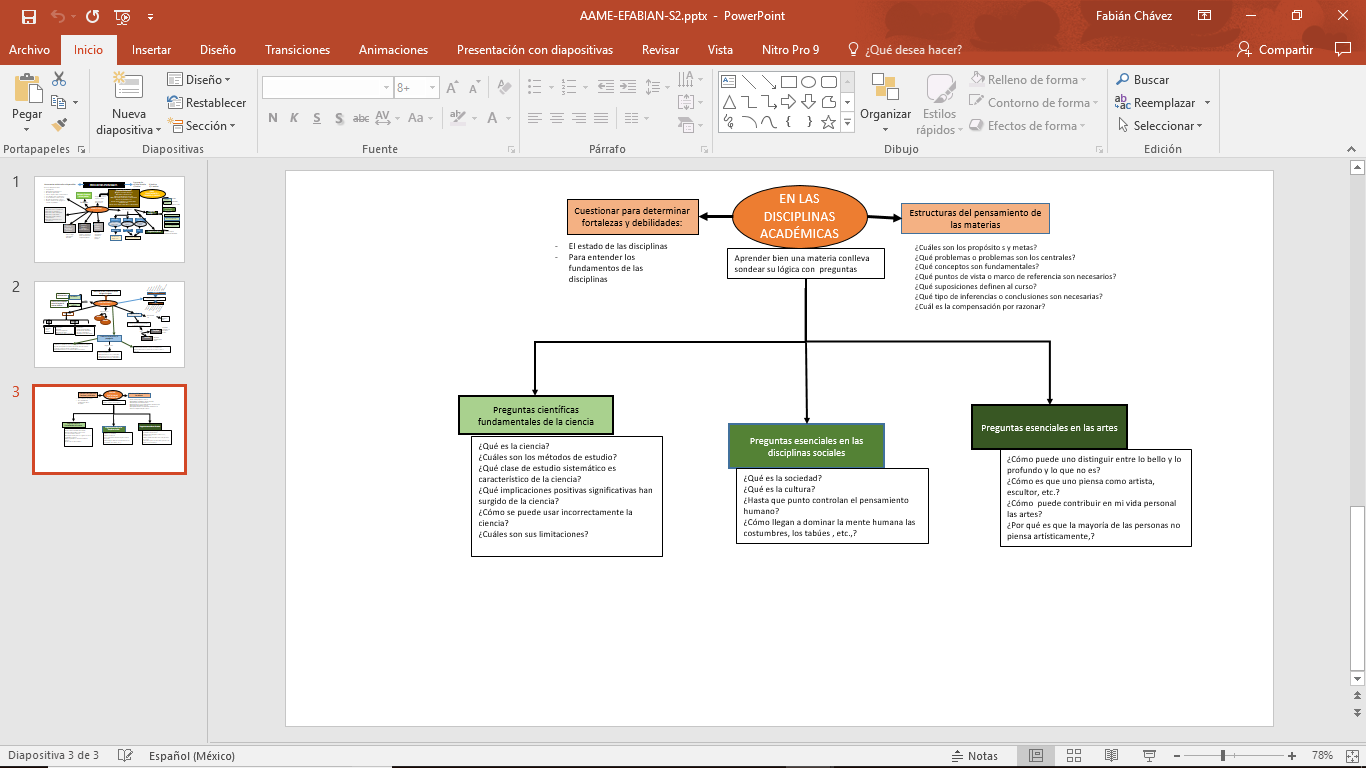 AAME-EFABIAN-S2.pptx - PowerPoint
Fabián Chávez
Archivo
Inicio
Insertar
Diseño
Transiciones
Animaciones
Presentación con diapositivas
Revisar
Vista
Nitro Pro 9
¿Qué desea hacer?
Compartir
Pegar
Nueva
diapositiva
Diseño
Restablecer
Sección
8+
N K S S abc AV Aa A
Organizar
Estilos
rápidos
Relleno de forma
Contorno de forma
Efectos de forma
Buscar
Reemplazar
Seleccionar
Portapapeles
Diapositivas
Fuente
Párrafo
Dibujo
Edición
1
2
3
EN LAS
DISCIPLINAS
ACADÉMICAS
Cuestionar para determinar
fortalezas y debilidades:
- El estado de las disciplinas
- Para entender los
fundamentos de las
disciplinas
Aprender bien una materia conlleva
sondear su lógica con preguntas
Estructuras del pensamiento de
las materias
¿Cuáles son los propósito s y metas?
¿Qué problemas o problemas son los centrales?
¿Qué conceptos son fundamentales?
¿Qué puntos de vista o marco de referencia son necesarios?
¿Qué suposiciones definen al curso?
¿Qué tipo de inferencias o conclusiones son necesarias?
¿Cuál es la compensación por razonar?
Preguntas científicas
fundamentales de la ciencia
¿Qué es la ciencia?
¿Cuáles son los métodos de estudio?
¿Qué clase de estudio sistemático es
característico de la ciencia?
¿Qué implicaciones positivas significativas han
surgido de la ciencia?
¿Cómo se puede usar incorrectamente la
ciencia?
¿Cuáles son sus limitaciones?
Preguntas esenciales en las
disciplinas sociales
¿Qué es la sociedad?
¿Qué es la cultura?
¿Hasta que punto controlan el pensamiento
humano?
¿Cómo llegan a dominar la mente humana las
costumbres, los tabúes , etc.,?
Preguntas esenciales en las artes
¿Cómo puede uno distinguir entre lo bello y lo
profundo y lo que no es?
¿Cómo es que uno piensa como artista,
escultor, etc.?
¿Cómo puede contribuir en mi vida personal
las artes?
¿Por qué es que la mayoría de las personas no
piensa artísticamente,?
Diapositiva 3 de 3
Español (México)
Notas
78%